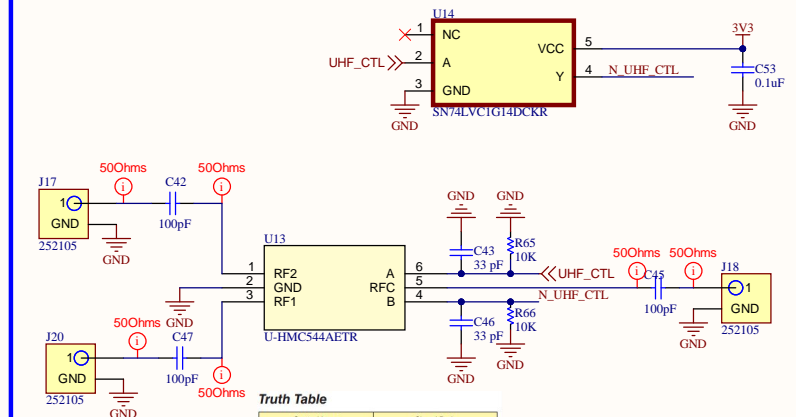 U14
1 NC
UHF_CTL 2 A
3 GND
VCC 5
Y 4 N_UHF_CTL
3V3
C53
0.1uF
GND
GND
SN74LVC1G14DCKR
50Ohms
C42
50Ohms
J17
1
GND
252105
100pF
GND
U13
1 RF2
2 GND
3 RF1
A 6
RFC 5
B 4
U-HMC544AETR
GND
GND
GND
C43
33 pF
R65
10K
UHF_CTL
N_UHF_CTL
C46
33 pF
R66
10K
GND
GND
50Ohms
50Ohms
C45
100pF
J18
1
GND
252105
GND
50Ohms
C47
J20
1
GND
252105
100pF
50Ohms
GND
Truth Table